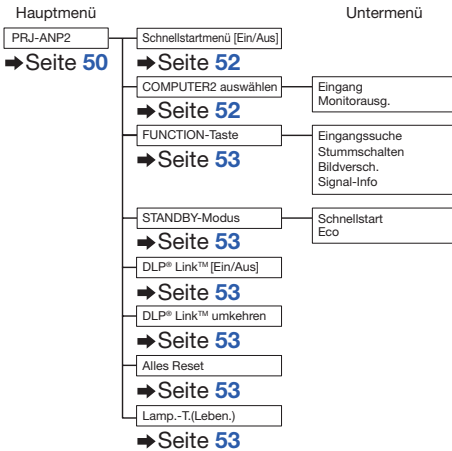 Hauptmenü
Untermenü
PRJ-ANP2
➡Seite 50
Schnellstartmenü [Ein/Aus]
➡Seite 52
COMPUTER2 auswählen
➡Seite 52
Eingang
Monitorausg.
FUNCTION-Taste
➡Seite 53
Eingangssuche
Stummschalten
Bildversch.
Signal-Info
STANDBY-Modus
➡Seite 53
Schnellstart
Eco
DLP® Link™ [Ein/Aus]
➡Seite 53
DLP® Link™ umkehren
➡Seite 53
Alles Reset
➡Seite 53
Lamp.-T.(Leben.)
➡Seite 53